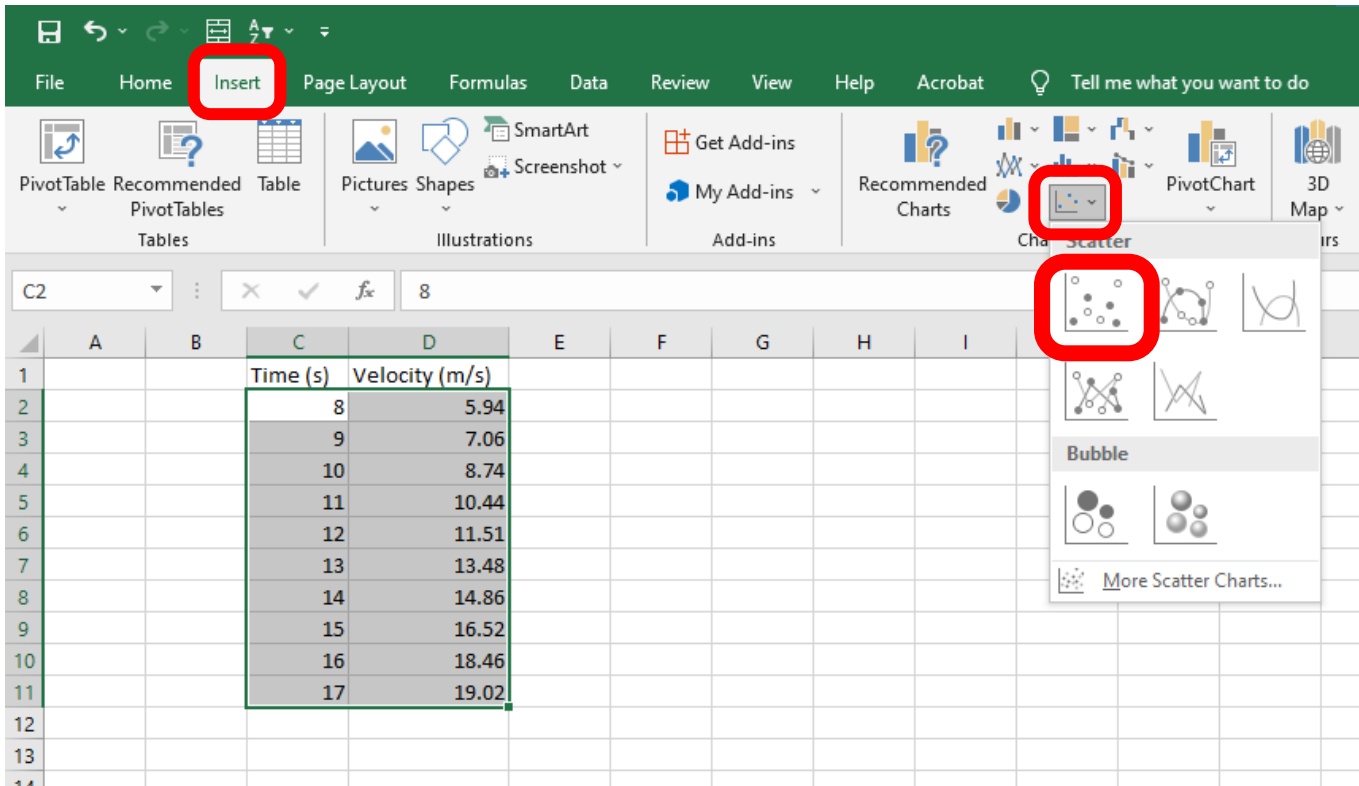 File Home Insert Page Layout Formulas Data Review View Help Acrobat Tell me what you want to do
PivotTable
Recommended
PivotTables
Table
Tables
Pictures
Shapes
SmartArt
Screenshot
Illustrations
Get Add-ins
My Add-ins
Add-ins
Recommended
Charts
PivotChart
3D
Map
C2 fx 8
Scatter
Bubble
More Scatter Charts...
A B C D E F G H I
1 Time (s) Velocity (m/s)
2 8 5.94
3 9 7.06
4 10 8.74
5 11 10.44
6 12 11.51
7 13 13.48
8 14 14.86
9 15 16.52
10 16 18.46
11 17 19.02
12
13